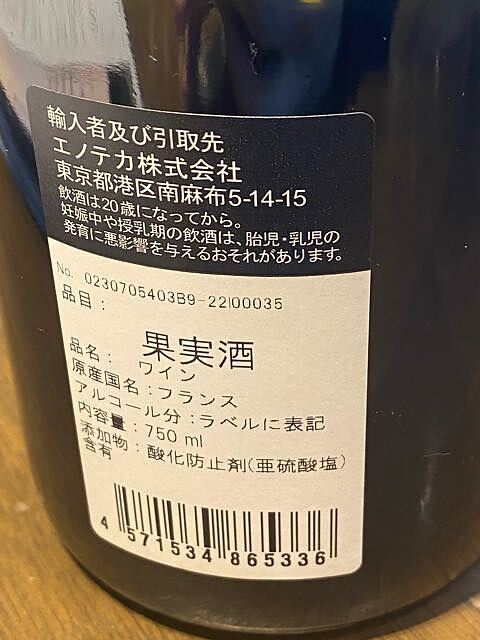 輸入者及び引取先
エノテカ株式会社
東京都港区南麻布5-14-15
飲酒は20歳になってから。
妊娠中や授乳期の飲酒は、胎児・乳児の
発育に悪影響を与えるおそれがあります。
No. 0230705403B9-22I00035
品目:
果実酒
品名: ワイン
原産国名:フランス
アルコール分:ラベルに表記
内容量:750 ml
添加物:酸化防止剤(亜硫酸塩)
含有
4 571534 865336